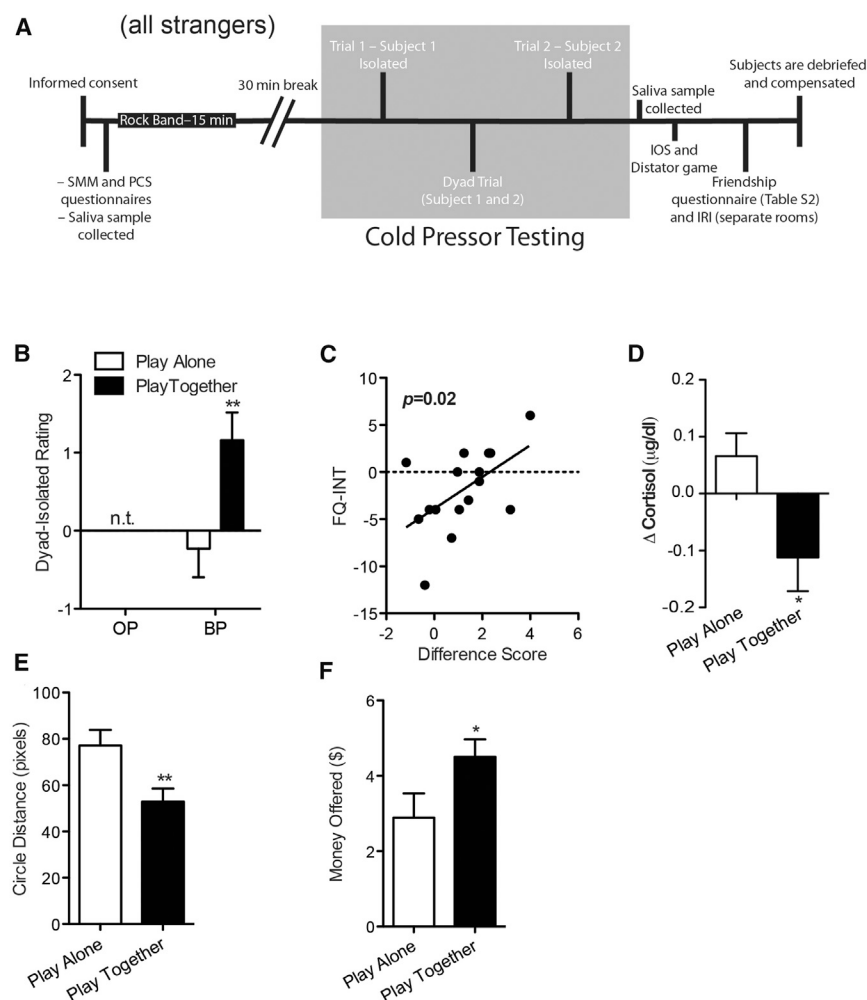 A
(all strangers)
Informed consent
Rock Band–15 min
30 min break
Trial 1 – Subject 1
Isolated
Trial 2 – Subject 2
Isolated
Saliva sample
collected
Subjects are debriefed
and compensated
– SMM and PCS
questionnaires
– Saliva sample
collected
Dyad Trial
(Subject 1 and 2)
IOS and
Distator game
Friendship
questionnaire (Table S2)
and IRI (separate rooms)
Cold Pressor Testing
B
Play Alone
PlayTogether
Dyad-Isolated Rating
2
1
0
-1
**
n.t.
OP
BP
C
p=0.02
FQ-INT
10
5
0
-5
-10
-15
-2
0
2
4
6
Difference Score
D
Δ Cortisol (µg/dl)
0.2
0.1
0.0
-0.1
-0.2
*
Play Alone
Play Together
E
Circle Distance (pixels)
100
80
60
40
20
0
**
Play Alone
Play Together
F
Money Offered ($)
6
4
2
0
*
Play Alone
Play Together